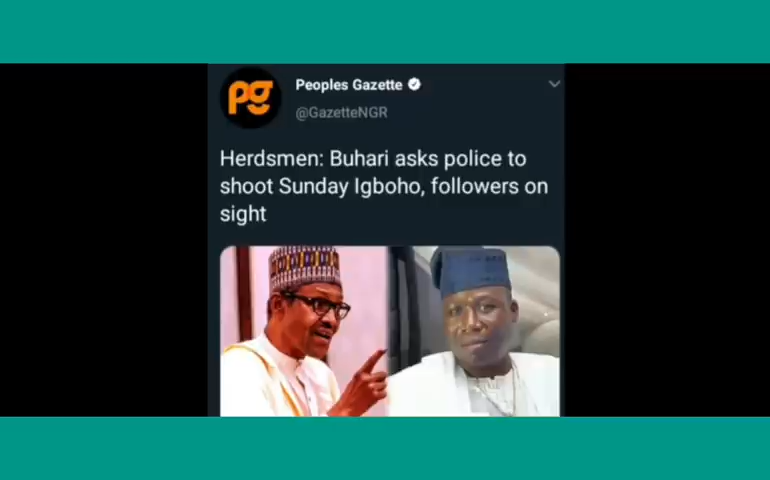 pg
Peoples Gazette
@GazetteNGR
Herdsmen: Buhari asks police to
shoot Sunday Igboho, followers on
sight